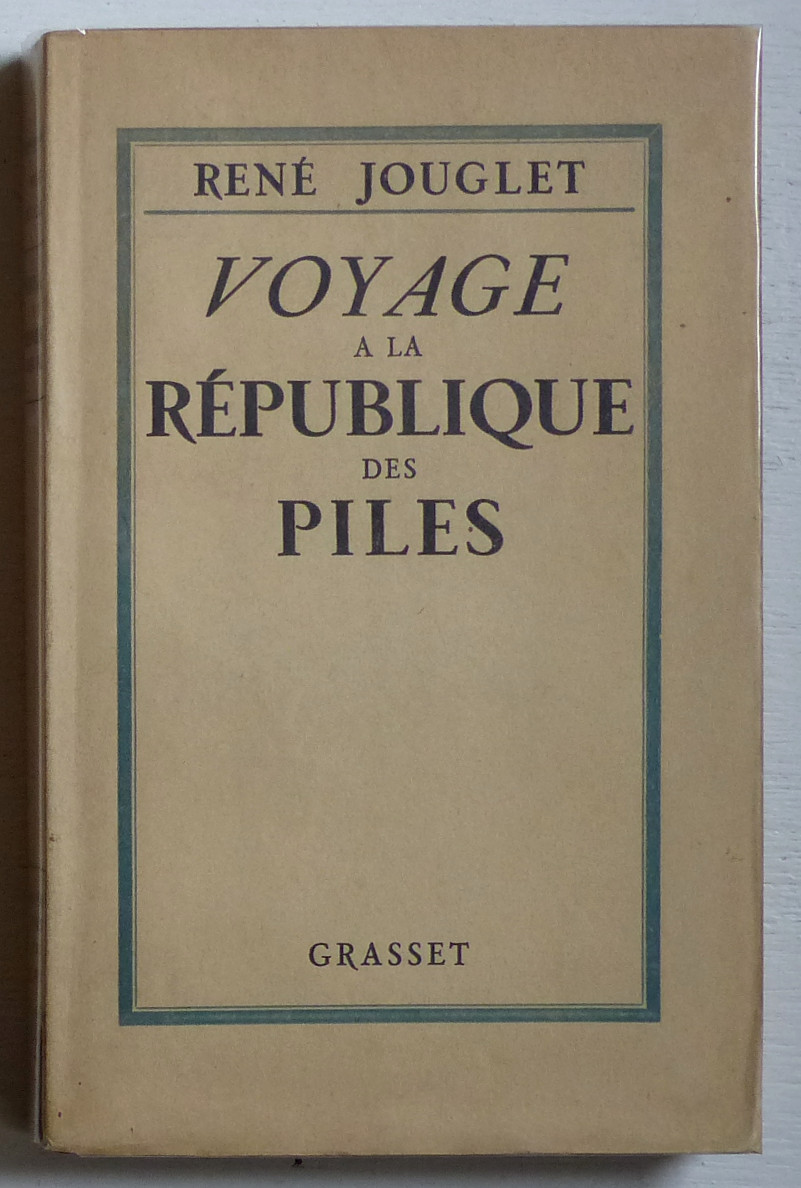 RENÉ JOUGLET
VOYAGE
A LA
RÉPUBLIQUE
DES
PILES
GRASSET